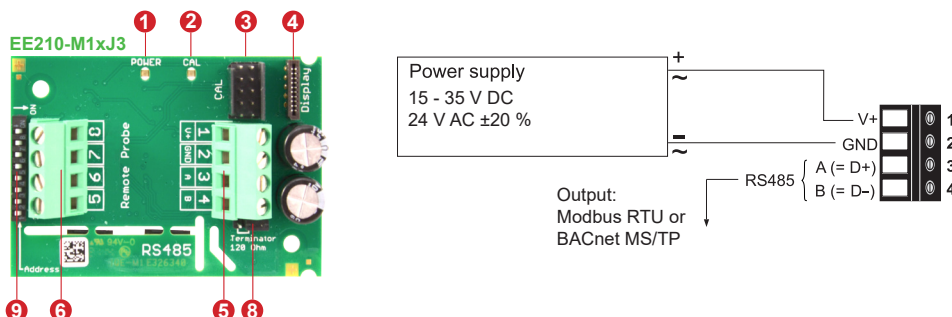 1
2
3
4
EE210-M1xJ3
POWER
CAL
CAL
Display
ON
8
7
6
5
Remote Probe
V+
1
GND
2
A
3
B
4
94V-0
RS485
Terminator
120 Ohm
Address
9
6
5
8
Power supply
15 - 35 V DC
24 V AC ±20 %
+
~
–
~
V+
1
GND
2
RS485
A (= D+)
3
B (= D–)
4
Output:
Modbus RTU or
BACnet MS/TP